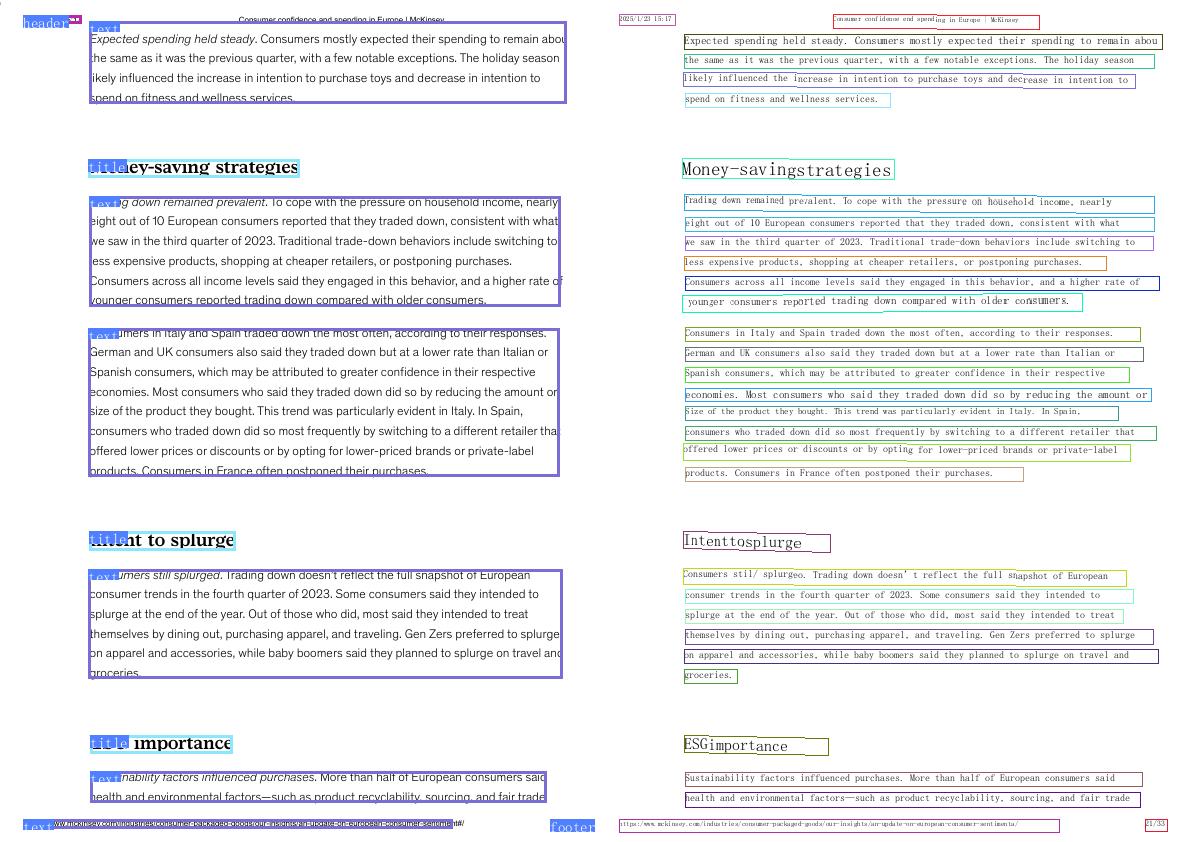 header
Consumer confidence and spending in Europe | McKinsey
text
Expected spending held steady. Consumers mostly expected their spending to remain abou
the same as it was the previous quarter, with a few notable exceptions. The holiday season
likely influenced the increase in intention to purchase toys and decrease in intention to
spend on fitness and wellness services.
title
ey-saving strategies
text
g down remained prevalent. To cope with the pressure on household income, nearly
eight out of 10 European consumers reported that they traded down, consistent with what
we saw in the third quarter of 2023. Traditional trade-down behaviors include switching to
less expensive products, shopping at cheaper retailers, or postponing purchases.
Consumers across all income levels said they engaged in this behavior, and a higher rate of
younger consumers reported trading down compared with older consumers.
text
umers in Italy and Spain traded down the most often, according to their responses.
German and UK consumers also said they traded down but at a lower rate than Italian or
Spanish consumers, which may be attributed to greater confidence in their respective
economies. Most consumers who said they traded down did so by reducing the amount or
size of the product they bought. This trend was particularly evident in Italy. In Spain,
consumers who traded down did so most frequently by switching to a different retailer that
offered lower prices or discounts or by opting for lower-priced brands or private-label
products. Consumers in France often postponed their purchases.
title
nt to splurge
text
umers still splurged. Trading down doesn't reflect the full snapshot of European
consumer trends in the fourth quarter of 2023. Some consumers said they intended to
splurge at the end of the year. Out of those who did, most said they intended to treat
themselves by dining out, purchasing apparel, and traveling. Gen Zers preferred to splurge
on apparel and accessories, while baby boomers said they planned to splurge on travel and
groceries.
title
importance
text
nability factors influenced purchases. More than half of European consumers said
health and environmental factors—such as product recyclability, sourcing, and fair trade
text
ww.mckinsey.com/industries/consumer-packaged-goods/our-insights/an-update-on-european-consumer-sentiment#/
footer
2025/1/23 15:17
Consumer confidence end spending in Europe | McKinsey
Expected spending held steady. Consumers mostly expected their spending to remain abou
the same as it was the previous quarter, with a few notable exceptions. The holiday season
likely influenced the increase in intention to purchase toys and decrease in intention to
spend on fitness and wellness services.
Money-savingstrategies
Irading down remained prevalent. To cope with the pressure on household income, nearly
eight out of 10 European consumers reported that they traded down, consistent with what
we saw in the third quarter of 2023. Traditional trade-down behaviors include switching to
less expensive products, shopping at cheaper retailers, or postponing purchases.
Consumers across all income levels said they engaged in this behavior, and a higher rate of
younger consumers reported trading down compared with older consumers.
Consumers in Italy and Spain traded down the most often, according to their responses.
German and UK consumers also said they traded down but at a lower rate than Italian or
Spanish consumers, which may be attributed to greater confidence in their respective
economies. Most consumers who said they traded down did so by reducing the amount or
Size of the product they bought. This trend was particularly evident in Italy. In Spain,
consumers who traded down did so most frequently by switching to a different retailer that
offered lower prices or discounts or by opting for lower-priced brands or private-label
products. Consumers in France often postponed their purchases.
Intenttosplurge
Consumers stil/ splurgeo. Trading down doesn't reflect the full snapshot of European
consumer trends in the fourth quarter of 2023. Some consumers said they intended to
splurge at the end of the year. Out of those who did, most said they intended to treat
themselves by dining out, purchasing apparel, and traveling. Gen Zers preferred to splurge
on apparel and accessories, while baby boomers said they planned to splurge on travel and
groceries.
ESGimportance
Sustainability factors inffuenced purchases. More than half of European consumers said
health and environmental factors—such as product recyclability, sourcing, and fair trade
https://www.mckinsey.com/industries/consumer-packaged-goods/our-insights/an-update-on-european-consumer-sentimenta/
21/33